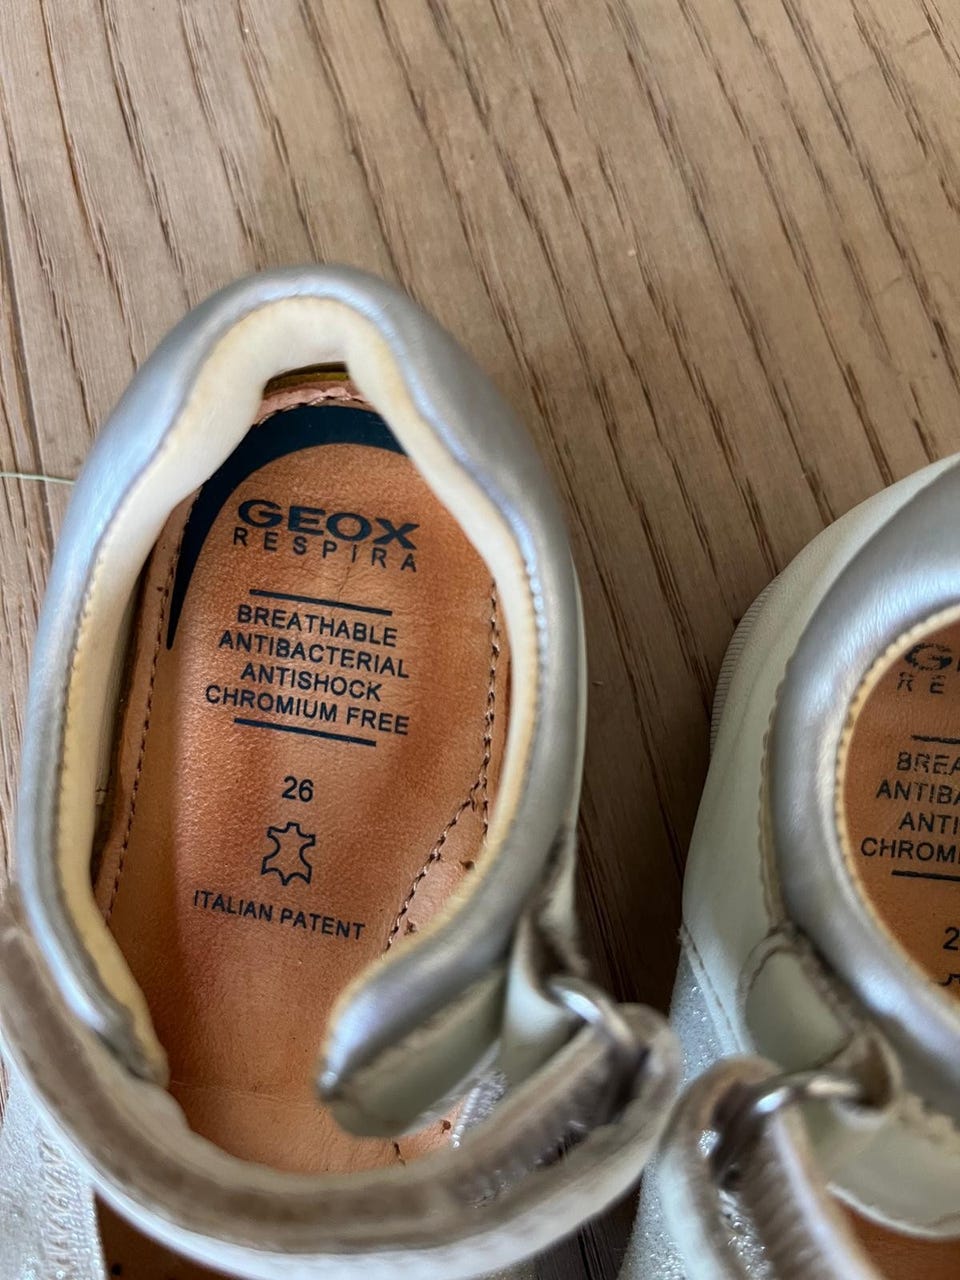 GEOX
RESPIRA
BREATHABLE
ANTIBACTERIAL
ANTISHOCK
CHROMIUM FREE
26
ITALIAN PATENT